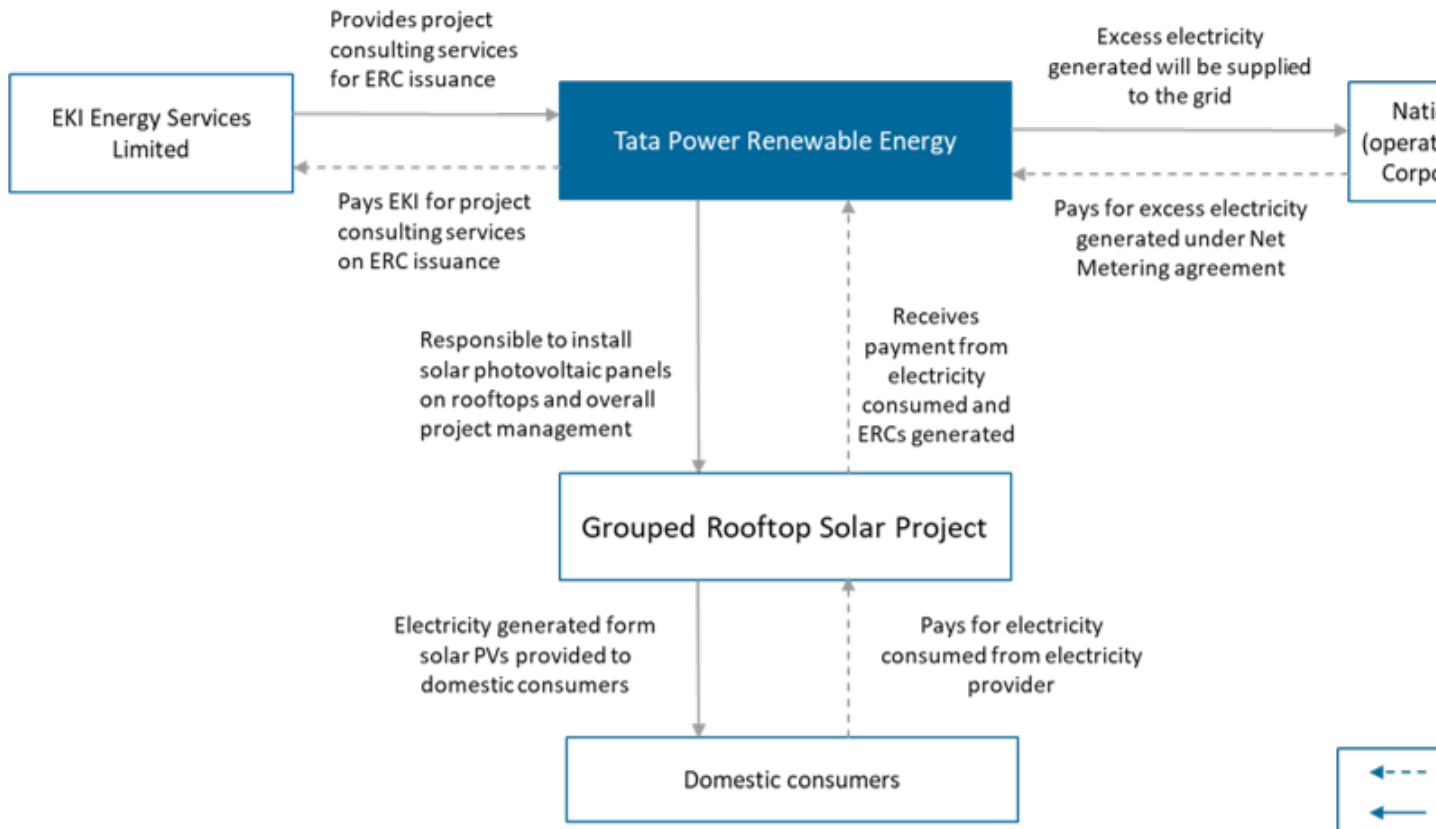 Provides project
consulting services
for ERC issuance
Excess electricity
generated will be supplied
to the grid
EKI Energy Services
Limited
Tata Power Renewable Energy
Pays EKI for project
consulting services
on ERC issuance
Pays for excess electricity
generated under Net
Metering agreement
Responsible to install
solar photovoltaic panels
on rooftops and overall
project management
Receives
payment from
electricity
consumed and
ERCs generated
Grouped Rooftop Solar Project
Electricity generated form
solar PVs provided to
domestic consumers
Pays for electricity
consumed from electricity
provider
Domestic consumers